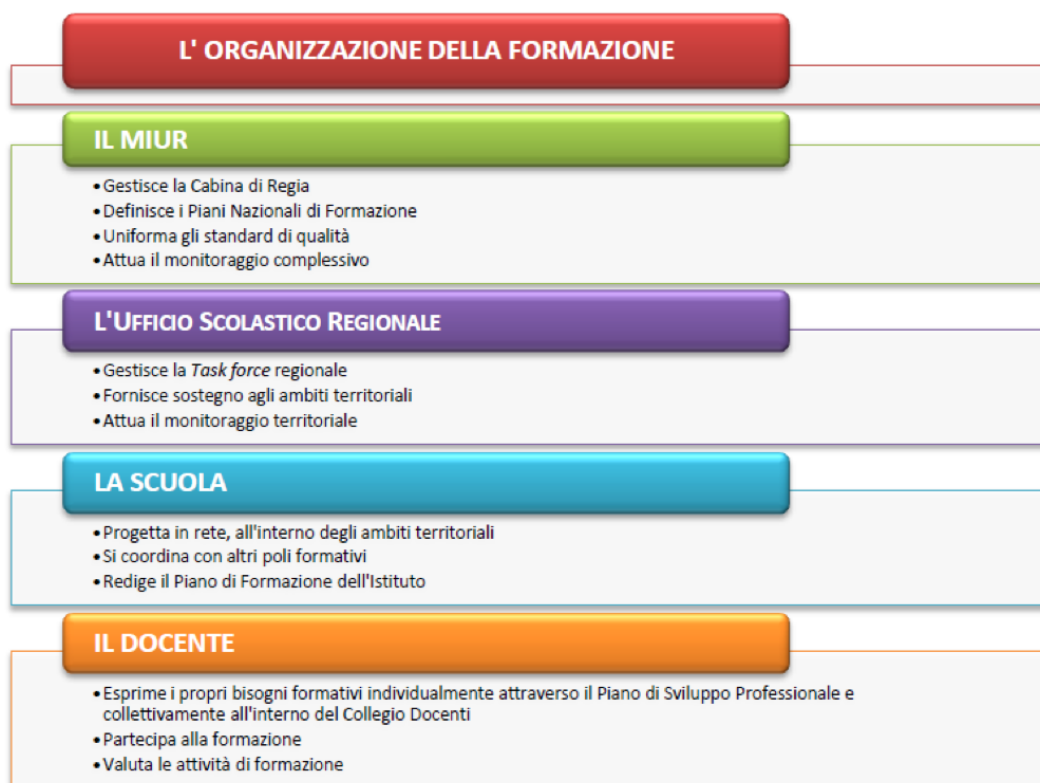 L' ORGANIZZAZIONE DELLA FORMAZIONE
IL MIUR
•Gestisce la Cabina di Regia
•Definisce i Piani Nazionali di Formazione
•Uniforma gli standard di qualità
•Attua il monitoraggio complessivo
L'UFFICIO SCOLASTICO REGIONALE
•Gestisce la Task force regionale
•Fornisce sostegno agli ambiti territoriali
•Attua il monitoraggio territoriale
LA SCUOLA
•Progetta in rete, all'interno degli ambiti territoriali
•Si coordina con altri poli formativi
•Redige il Piano di Formazione dell'Istituto
IL DOCENTE
•Esprime i propri bisogni formativi individualmente attraverso il Piano di Sviluppo Professionale e
collettivamente all'interno del Collegio Docenti
•Partecipa alla formazione
•Valuta le attività di formazione